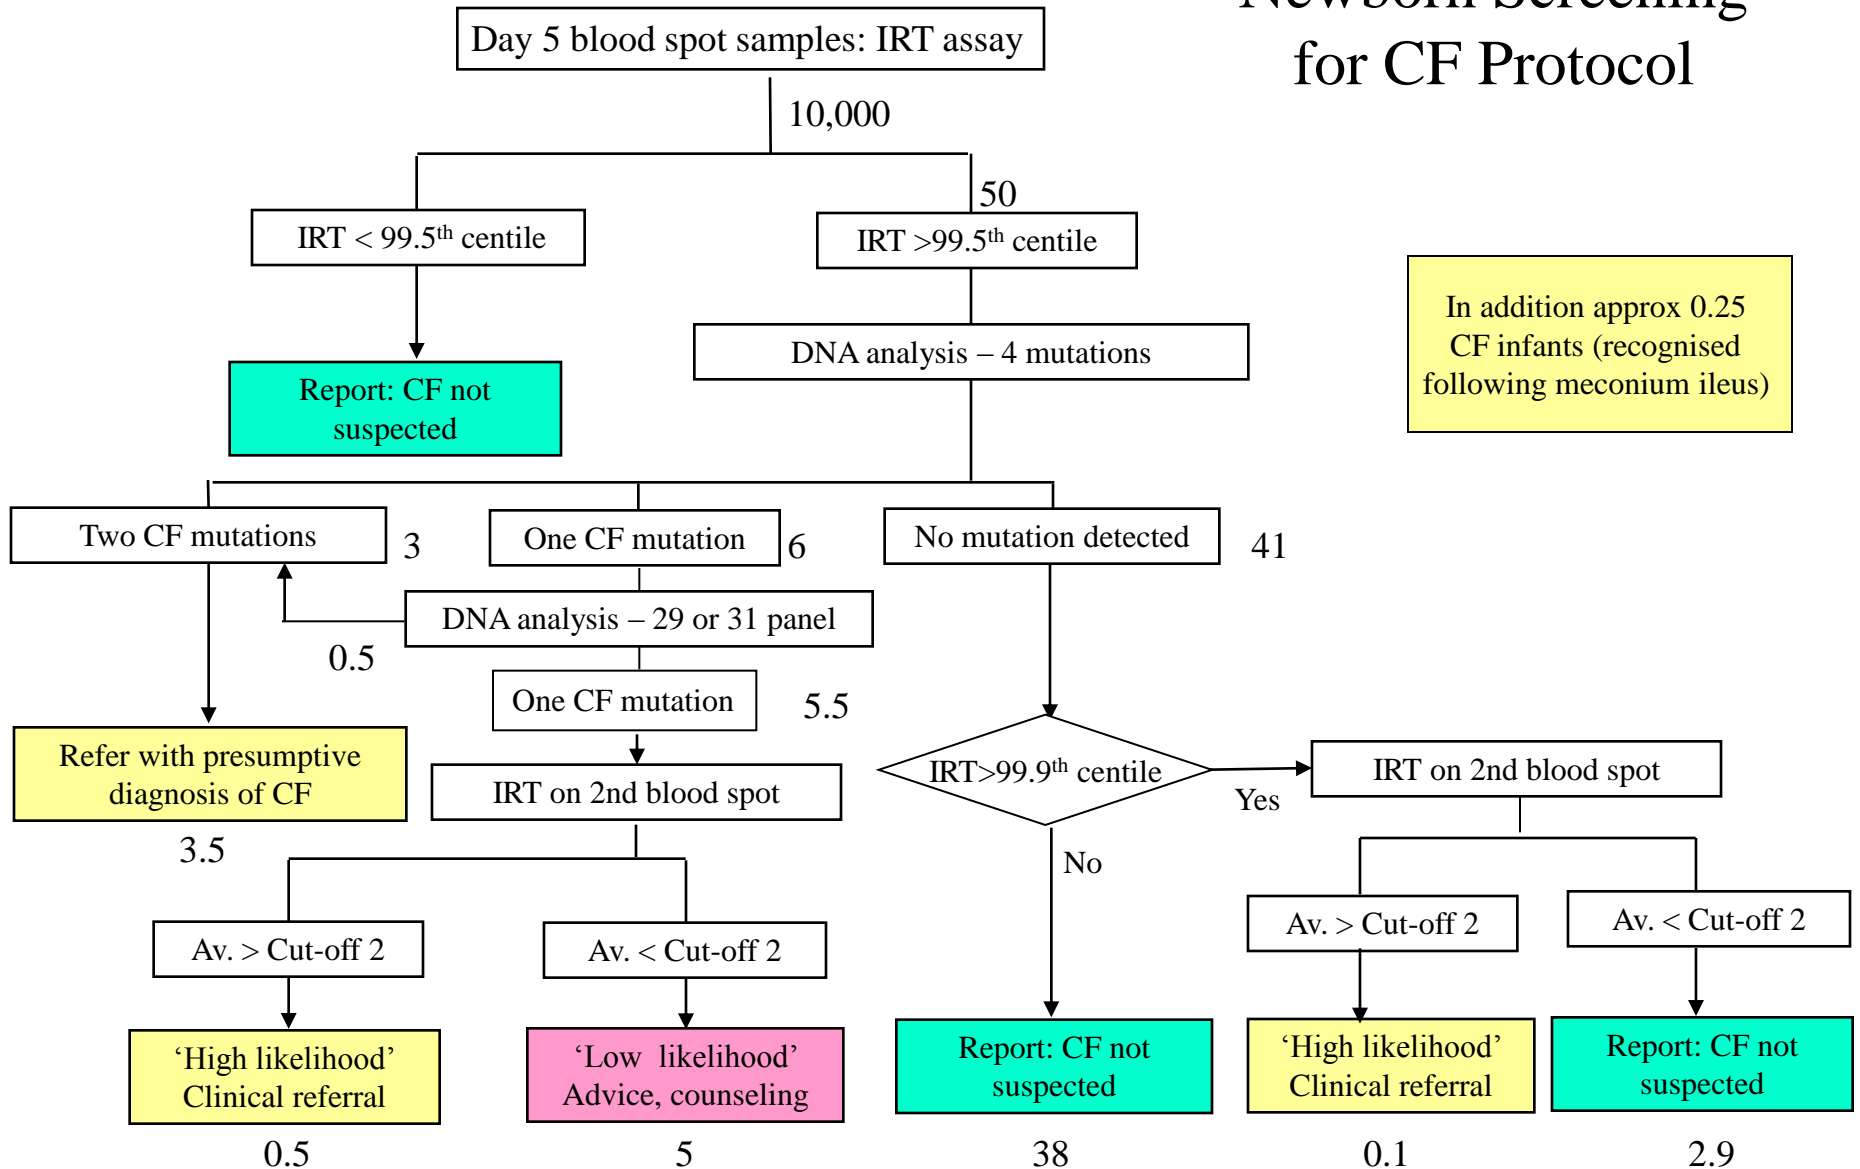 Newborn Screening
for CF Protocol
Day 5 blood spot samples: IRT assay
10,000
50
IRT < 99.5th centile
IRT >99.5th centile
In addition approx 0.25
CF infants (recognised
following meconium ileus)
DNA analysis – 4 mutations
Report: CF not
suspected
Two CF mutations
3
One CF mutation
6
No mutation detected
41
DNA analysis – 29 or 31 panel
0.5
One CF mutation
5.5
Refer with presumptive
diagnosis of CF
3.5
IRT on 2nd blood spot
IRT>99.9th centile
Yes
No
IRT on 2nd blood spot
Av. > Cut-off 2
Av. < Cut-off 2
Av. > Cut-off 2
Av. < Cut-off 2
‘High likelihood’
Clinical referral
0.5
‘Low likelihood’
Advice, counseling
5
Report: CF not
suspected
38
‘High likelihood’
Clinical referral
0.1
Report: CF not
suspected
2.9